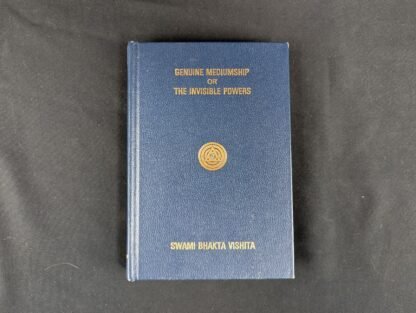 GENUINE MEDIUMSHIP
OR
THE INVISIBLE POWERS
SWAMI BHAKTA VISHITA